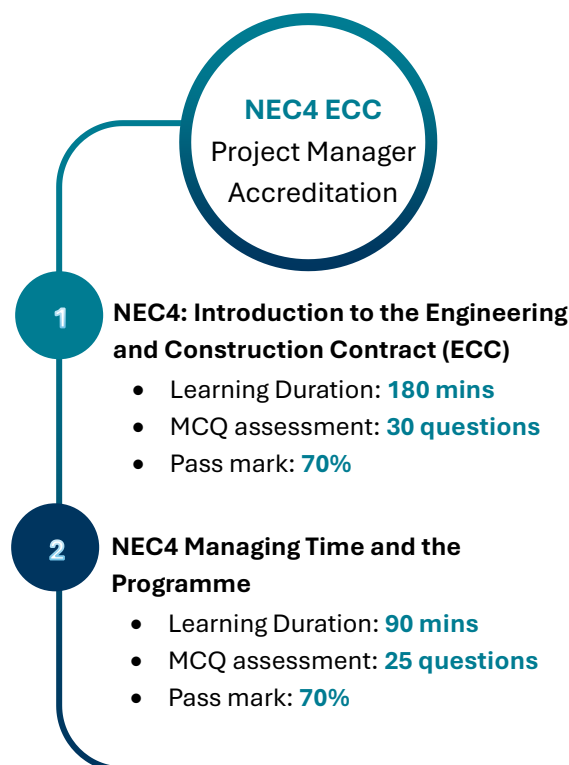 NEC4 ECC
Project Manager
Accreditation
1
NEC4: Introduction to the Engineering
and Construction Contract (ECC)
• Learning Duration: 180 mins
• MCQ assessment: 30 questions
• Pass mark: 70%
2
NEC4 Managing Time and the
Programme
• Learning Duration: 90 mins
• MCQ assessment: 25 questions
• Pass mark: 70%